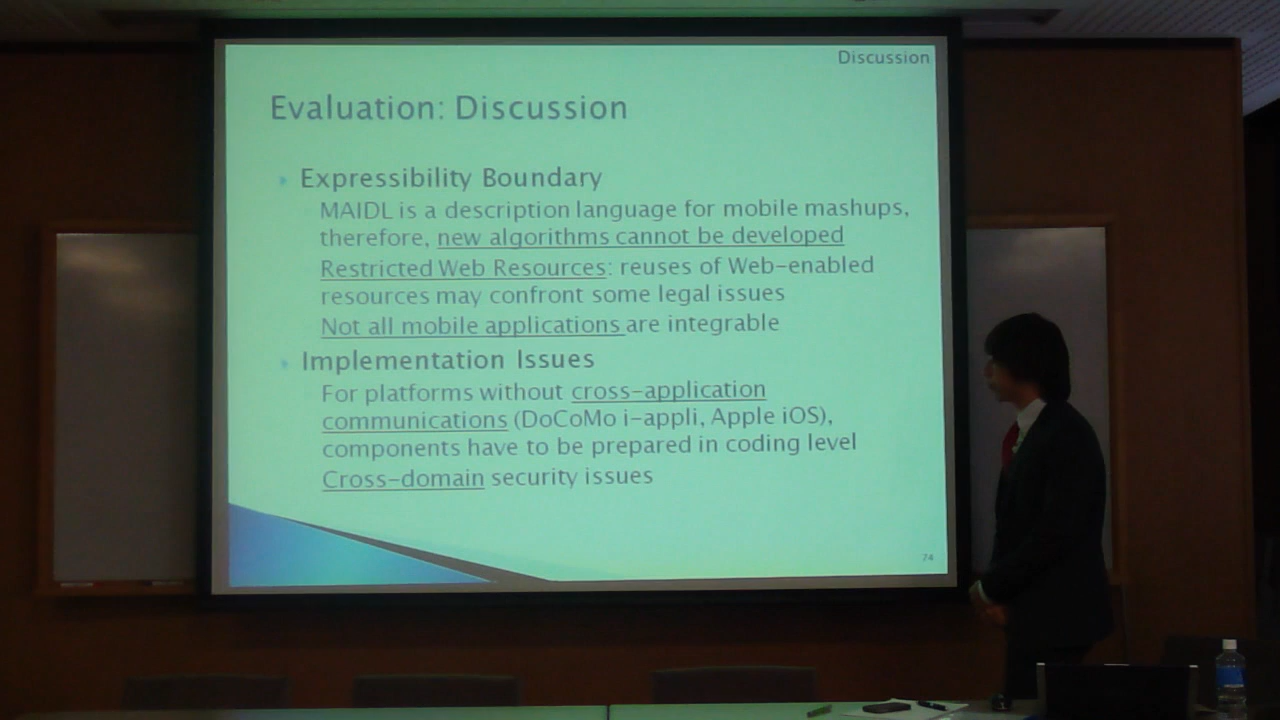 Discussion
Evaluation: Discussion
Expressibility Boundary
MAIDL is a description language for mobile mashups,
therefore, new algorithms cannot be developed
Restricted Web Resources: reuses of Web-enabled
resources may confront some legal issues
Not all mobile applications are integrable
Implementation Issues
For platforms without cross-application
communications (DoCoMo i-appli, Apple iOS),
components have to be prepared in coding level
Cross-domain security issues
74